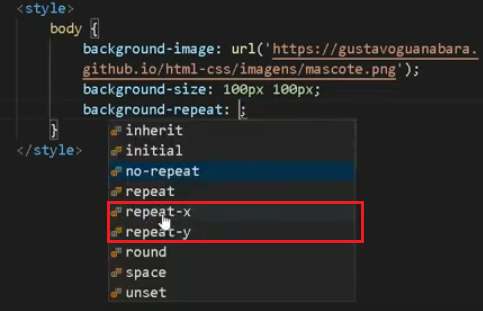 <style>
body {
background-image: url('https://gustavoguanabara.
github.io/html-css/imagens/mascote.png');
background-size: 100px 100px;
background-repeat: ;
inherit
initial
no-repeat
repeat
repeat-x
repeat-y
round
space
unset
}
</style>